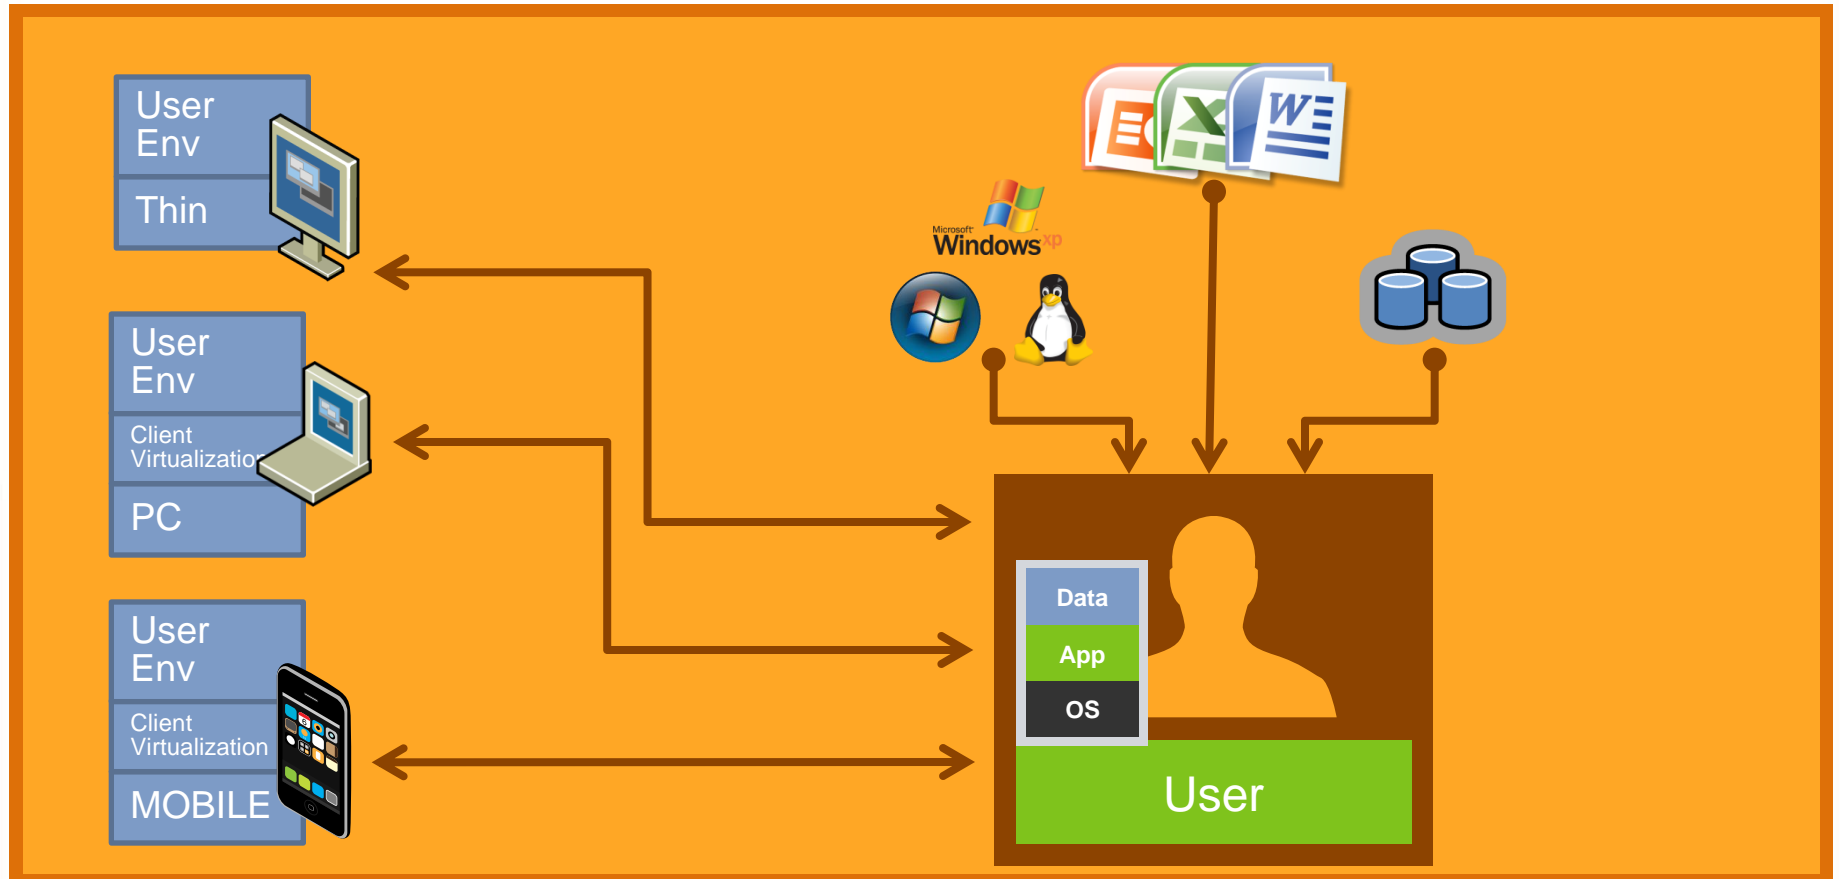 User
Env
Thin
User
Env
Client
Virtualization
PC
User
Env
Client
Virtualization
MOBILE
Microsoft
Windows xp
W
Data
App
OS
User